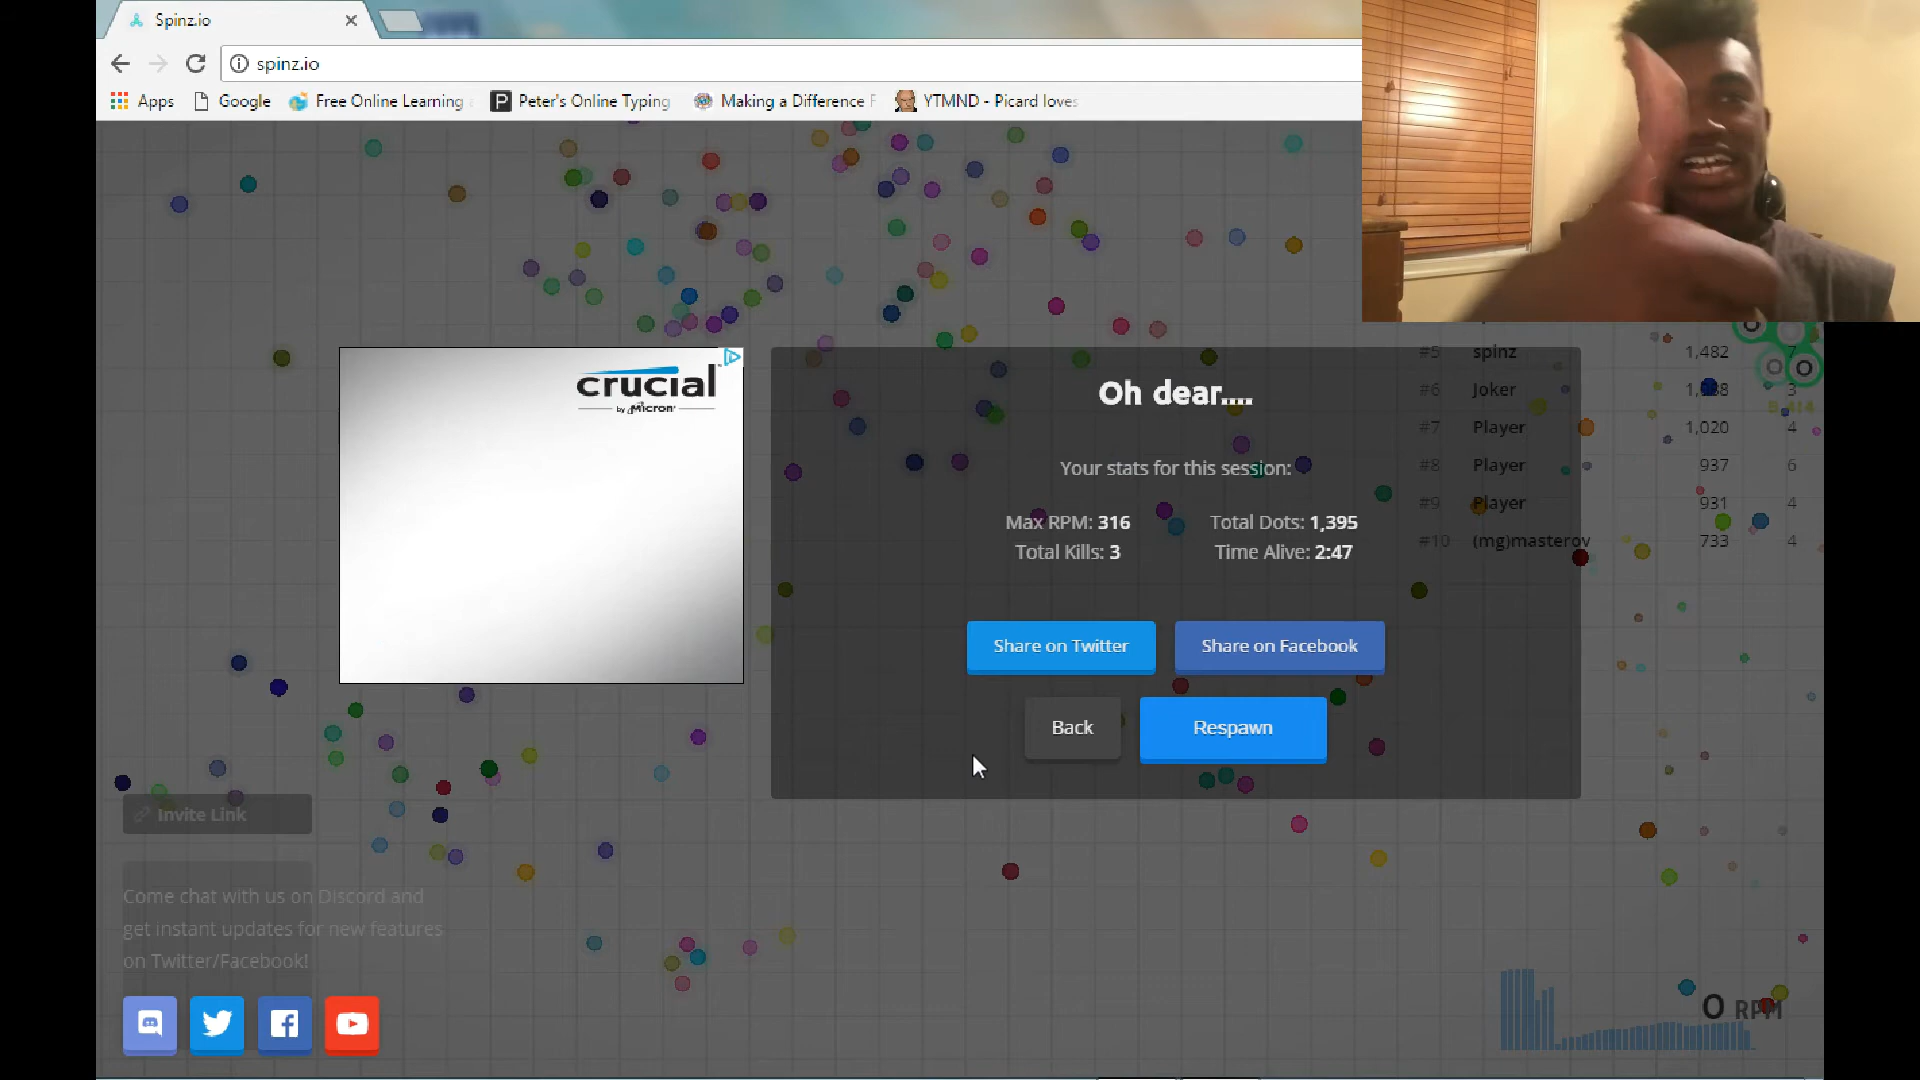 Spinz.io
spinz.io
Apps
Google
Free Online Learning
Peter's Online Typing
Making a Difference F
YTMND - Picard loves
crucial
by Micron
Oh dear....
Your stats for this session:
Max RPM: 316
Total Dots: 1,395
Total Kills: 3
Time Alive: 2:47
Share on Twitter
Share on Facebook
Back
Respawn
#5 spinz 1,482 7
#6 Joker 3
#7 Player 1,020 4
#8 Player 937 6
#9 Player 931 4
#10 (mg)masterov 733 4
Invite Link
Come chat with us on Discord and
get instant updates for new features
on Twitter/Facebook!
0 RPM